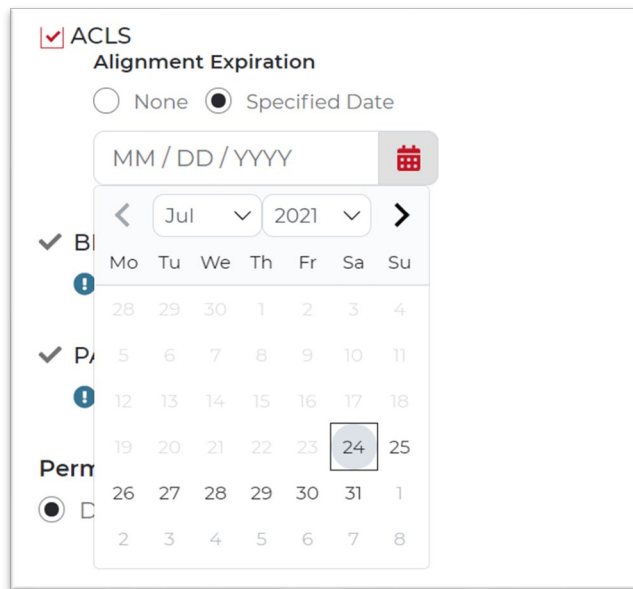 ACLS
Alignment Expiration
None Specified Date
MM / DD / YYYY
Jul 2021
Mo Tu We Th Fr Sa Su
28 29 30 1 2 3 4
5 6 7 8 9 10 11
12 13 14 15 16 17 18
19 20 21 22 23 24 25
26 27 28 29 30 31 1
2 3 4 5 6 7 8